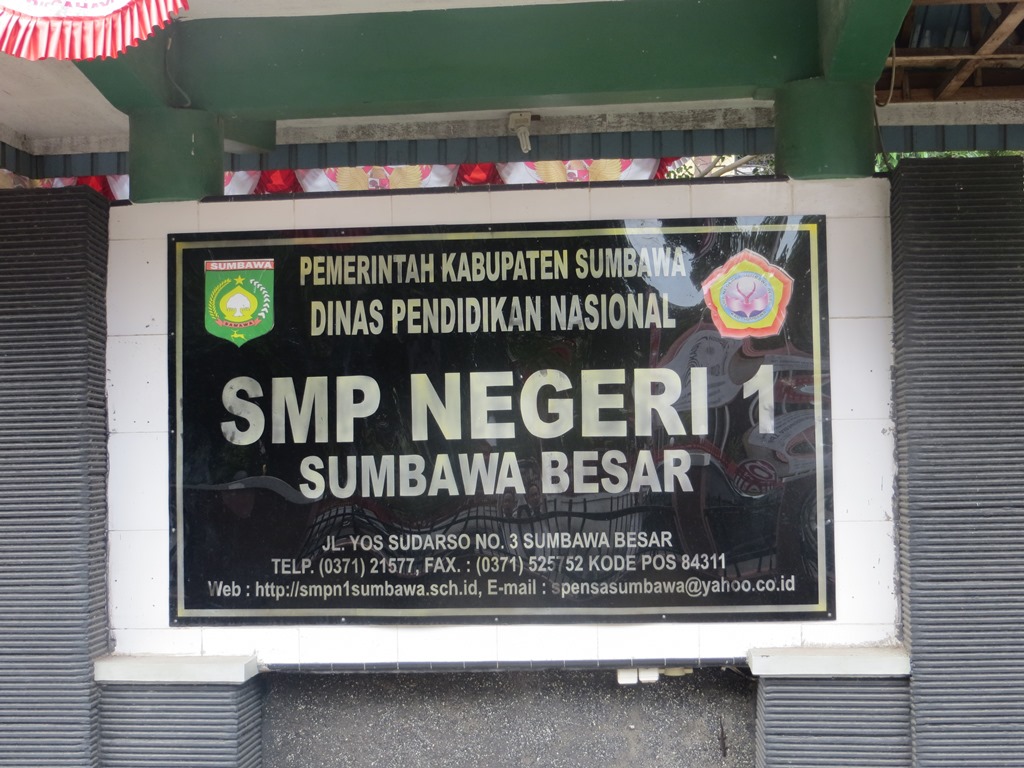 SUMBAWA
PEMERINTAH KABUPATEN SUMBAWA
DINAS PENDIDIKAN NASIONAL
SMP NEGERI 1
SUMBAWA BESAR
JL. YOS SUDARSO NO. 3 SUMBAWA BESAR
TELP. (0371) 21577, FAX. : (0371) 525752 KODE POS 84311
Web : http://smpn1sumbawa.sch.id, E-mail : spensasumbawa@yahoo.co.id